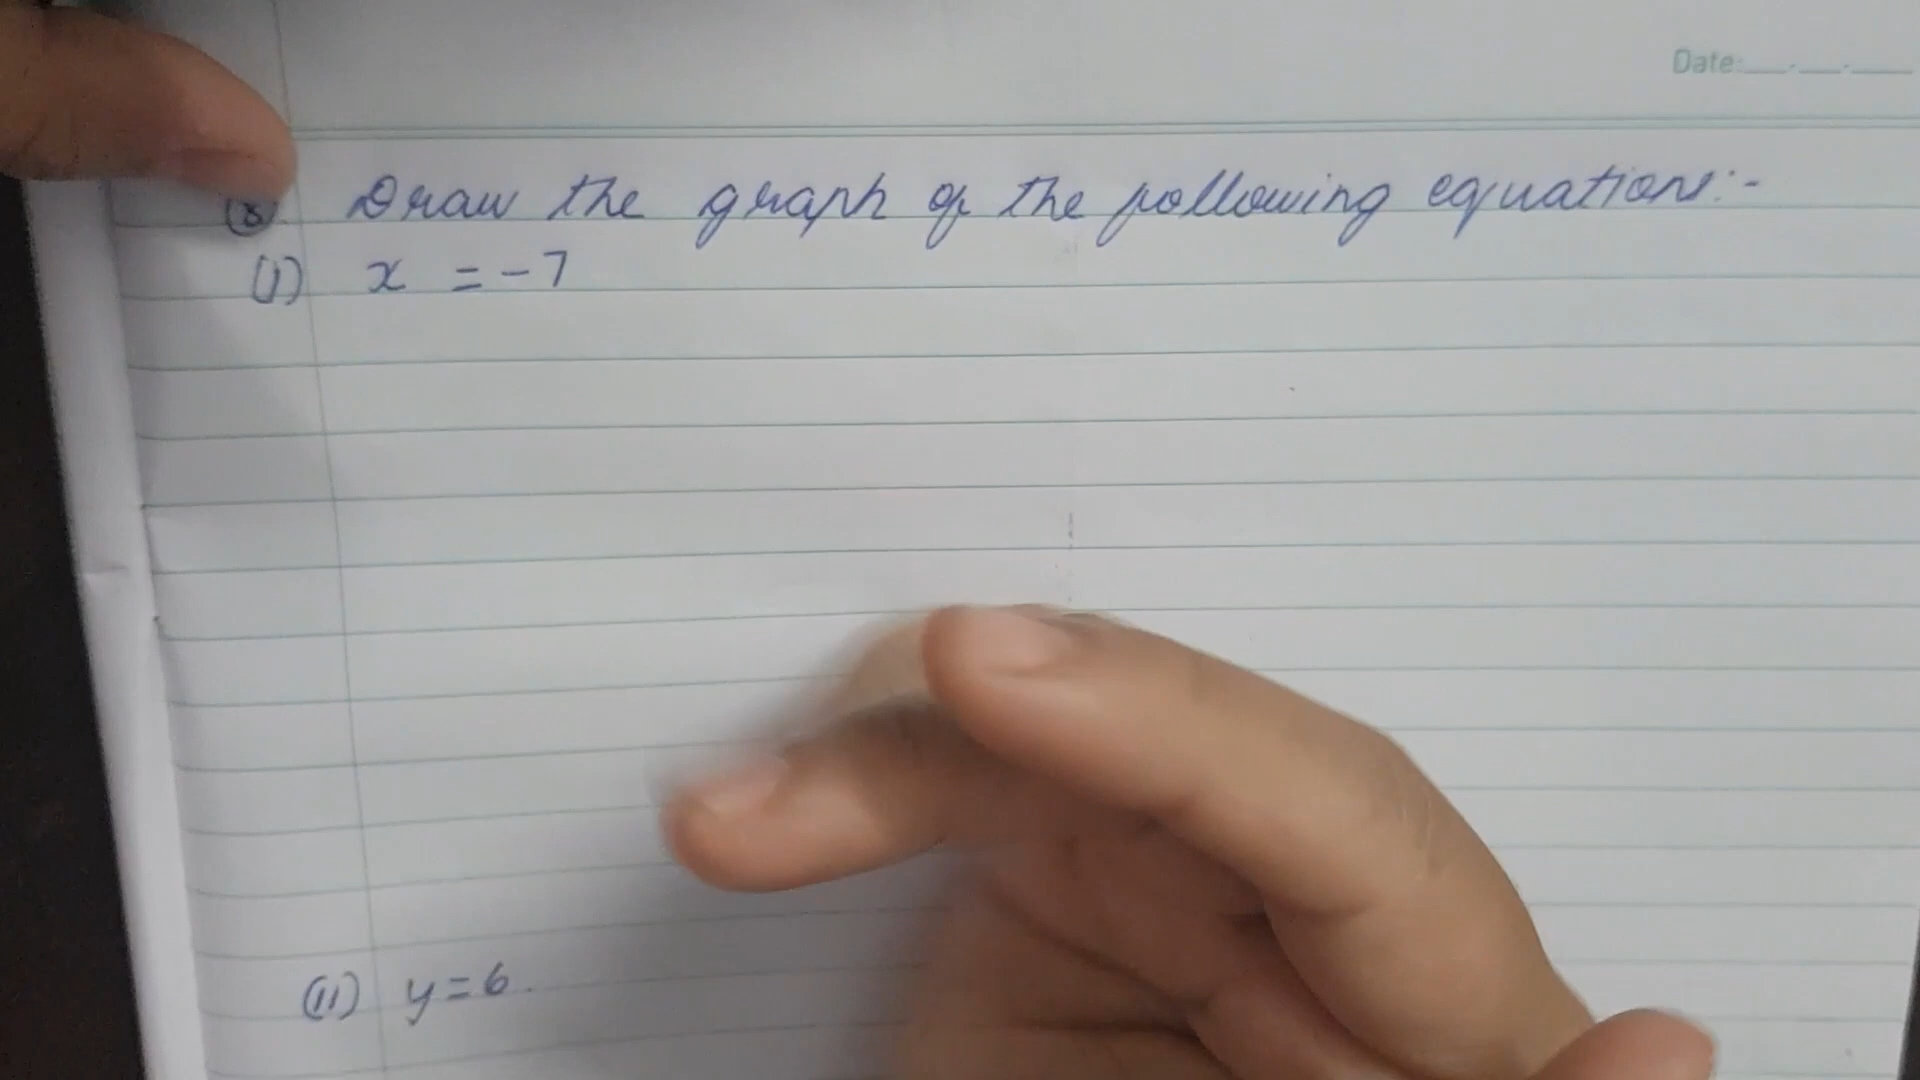 Date:
(8) Draw the graph of the following equations:-
(i) x = -7
(ii) y=6.